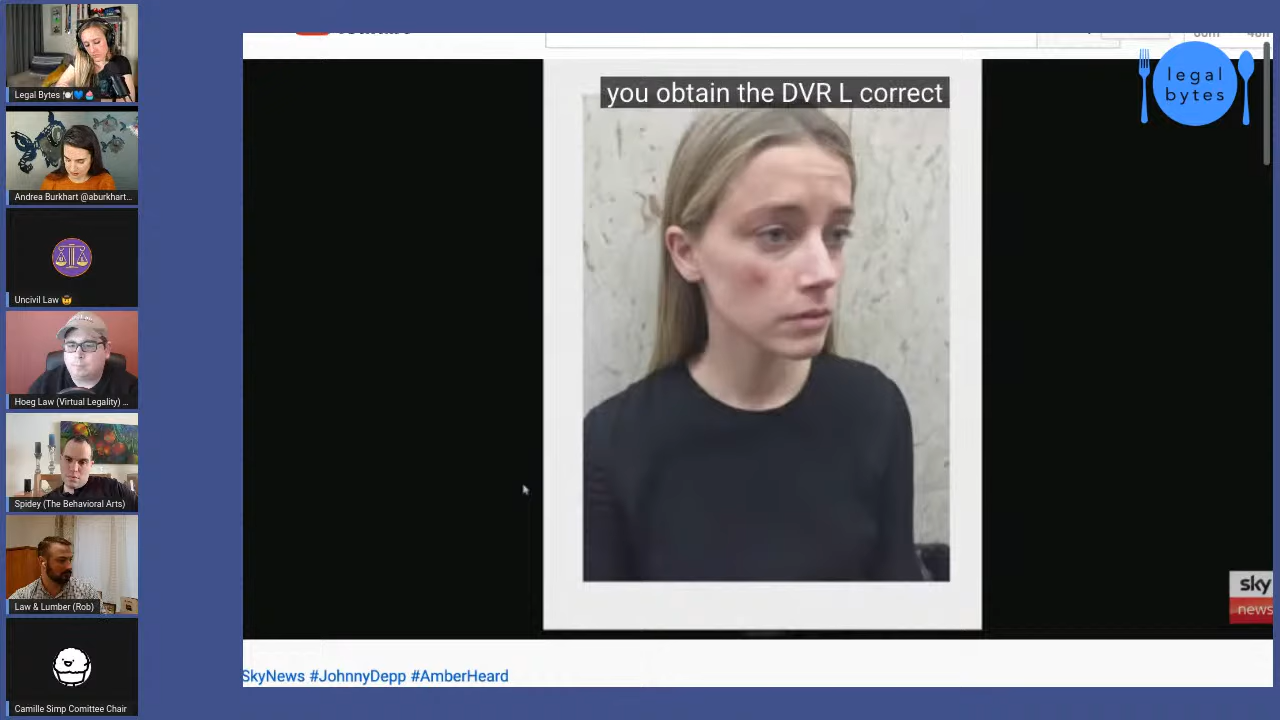 you obtain the DVR L correct
legal
bytes
Legal Bytes 🍽️💙🧁
Andrea Burkhart @aburkhart...
Uncivil Law 🤠
Hoeg Law (Virtual Legality) ...
Spidey (The Behavioral Arts)
Law & Lumber (Rob)
Camille Simp Comittee Chair
sky
news
SkyNews #JohnnyDepp #AmberHeard